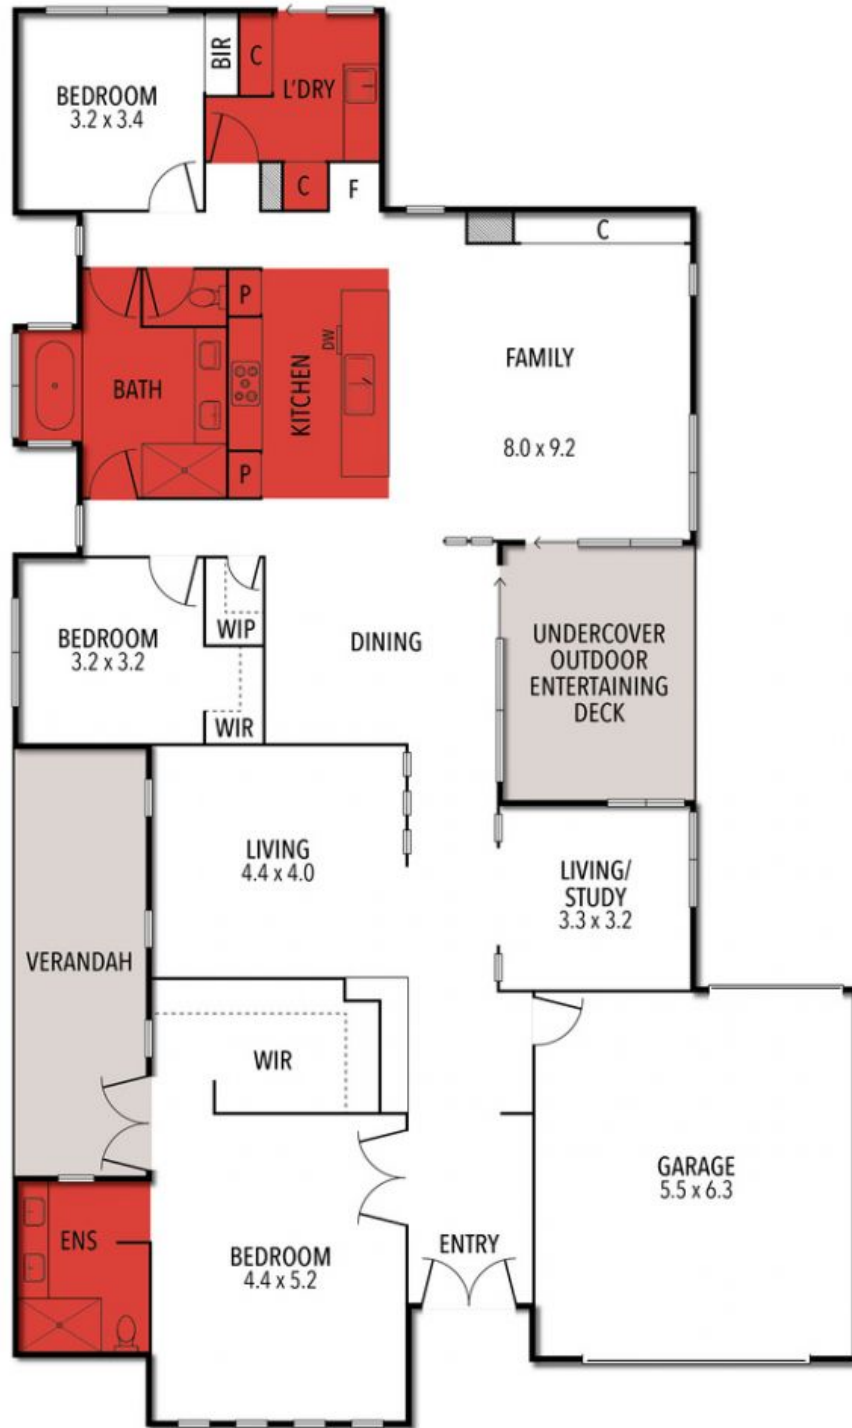 BEDROOM
3.2 x 3.4
BIR
C
L'DRY
C
F
C
P
BATH
KITCHEN
DW
P
FAMILY
8.0 x 9.2
BEDROOM
3.2 x 3.2
WIP
WIR
DINING
UNDERCOVER
OUTDOOR
ENTERTAINING
DECK
LIVING
4.4 x 4.0
LIVING/
STUDY
3.3 x 3.2
VERANDAH
WIR
GARAGE
5.5 x 6.3
ENS
BEDROOM
4.4 x 5.2
ENTRY